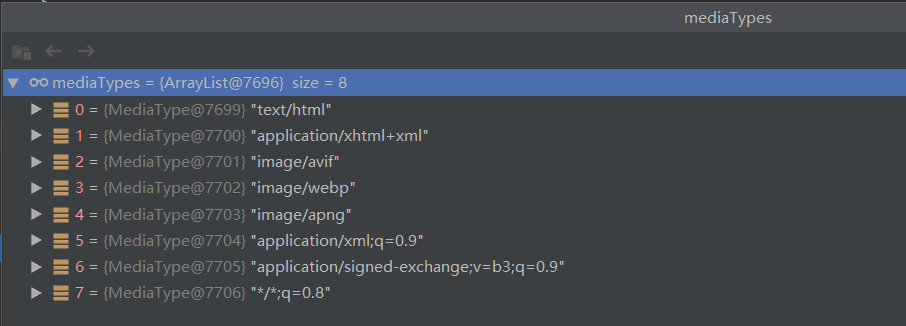 mediaTypes
mediaTypes = {ArrayList@7696} size = 8
0 = {MediaType@7699} "text/html"
1 = {MediaType@7700} "application/xhtml+xml"
2 = {MediaType@7701} "image/avif"
3 = {MediaType@7702} "image/webp"
4 = {MediaType@7703} "image/apng"
5 = {MediaType@7704} "application/xml;q=0.9"
6 = {MediaType@7705} "application/signed-exchange;v=b3;q=0.9"
7 = {MediaType@7706} "*/*;q=0.8"